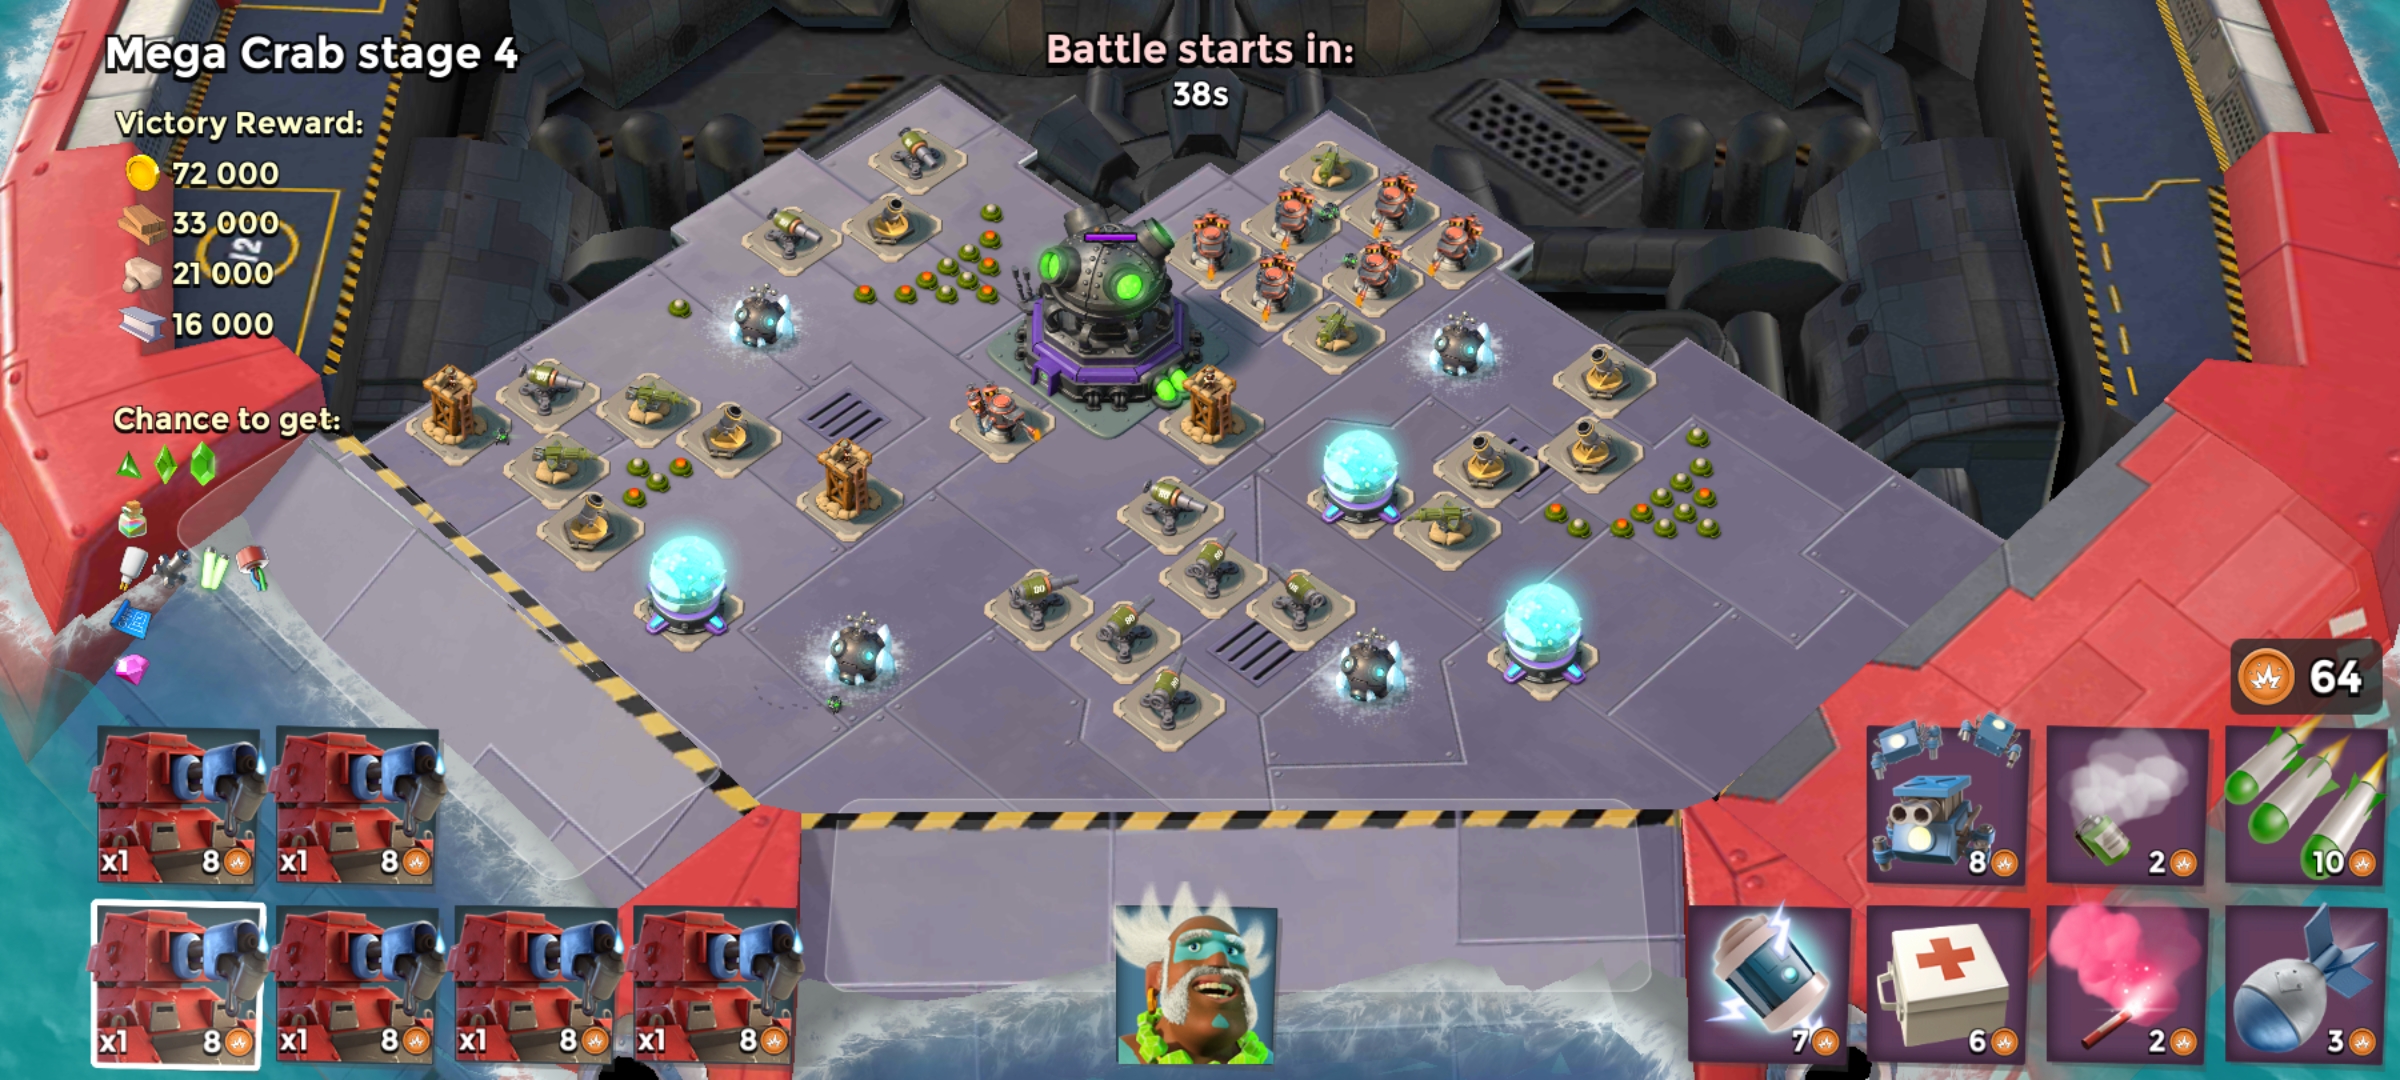 Mega Crab stage 4
Battle starts in:
38s
Victory Reward:
72 000
33 000
21 000
16 000
12
Chance to get:
64
x1 8
x1 8
8
2
10
x1 8
x1 8
x1 8
x1 8
7
6
2
3